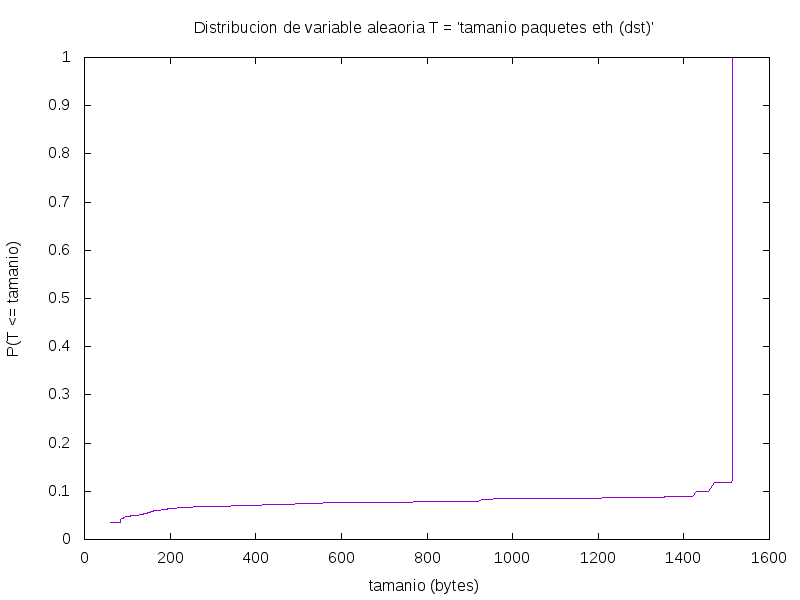 Distribucion de variable aleaoria T = 'tamanio paquetes eth (dst)'
1
0.9
0.8
0.7
0.6
0.5
0.4
0.3
0.2
0.1
0
P(T <= tamanio)
0 200 400 600 800 1000 1200 1400 1600
tamanio (bytes)